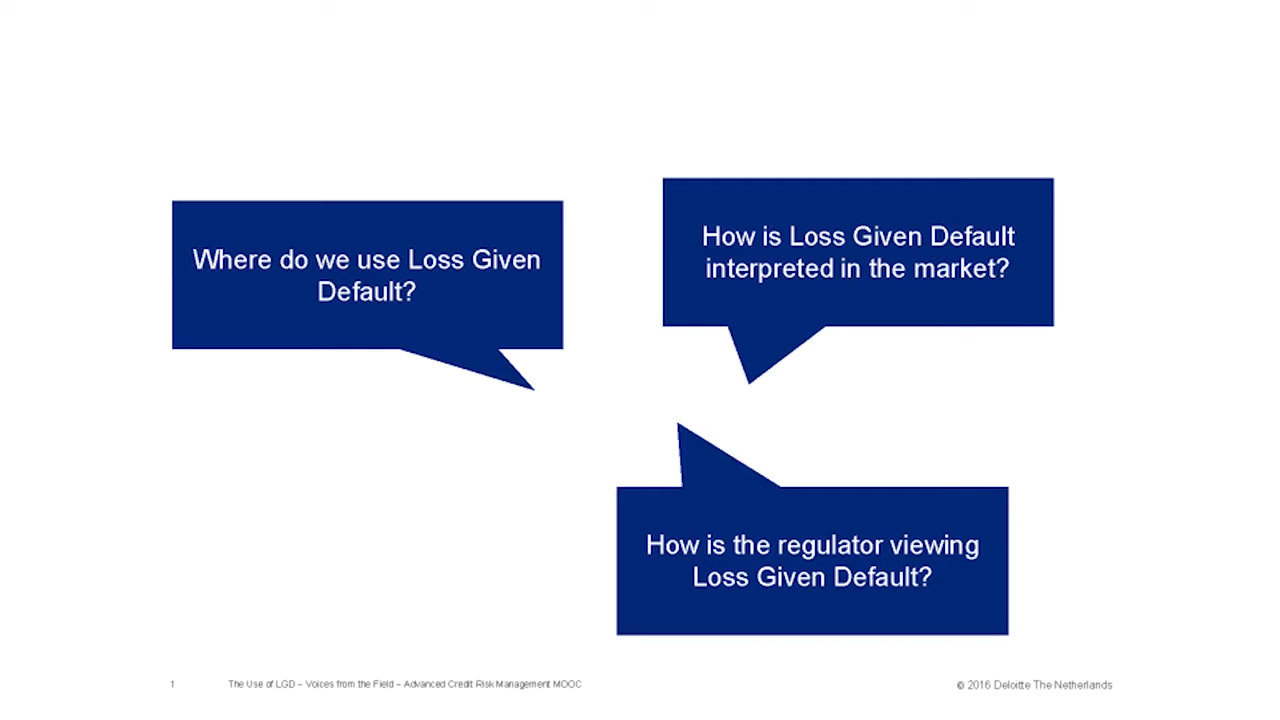 Where do we use Loss Given
Default?
How is Loss Given Default
interpreted in the market?
How is the regulator viewing
Loss Given Default?
1
The Use of LGD – Voices from the Field – Advanced Credit Risk Management MOOC
© 2016 Deloitte The Netherlands